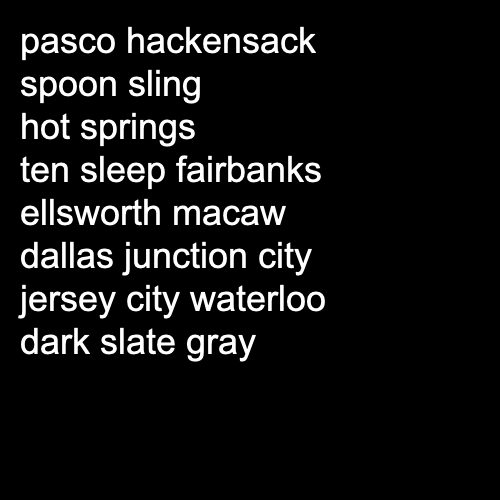 pasco hackensack
spoon sling
hot springs
ten sleep fairbanks
ellsworth macaw
dallas junction city
jersey city waterloo
dark slate gray